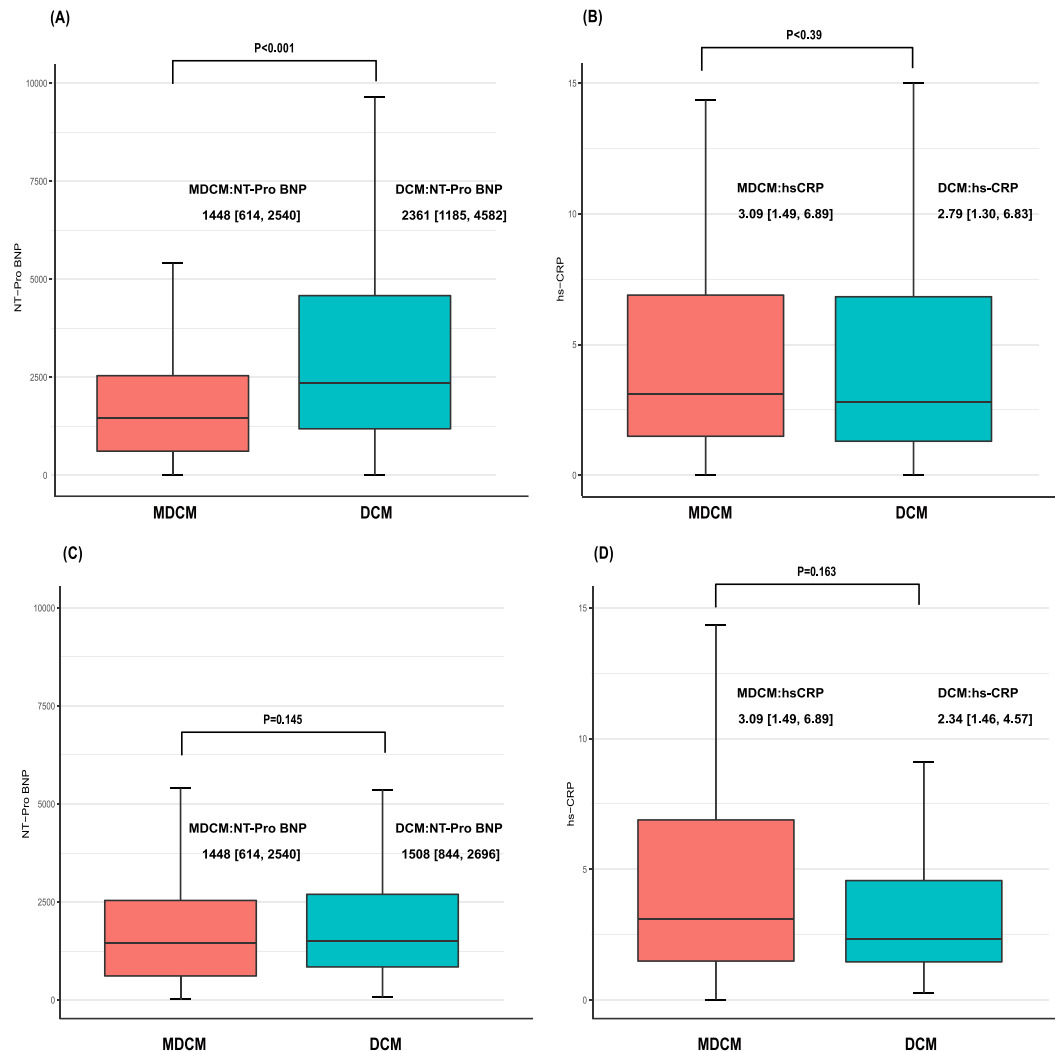 (A)
P<0.001
10000
7500
5000
2500
0
NT-Pro BNP
MDCM:NT-Pro BNP
1448 [614, 2540]
DCM:NT-Pro BNP
2361 [1185, 4582]
MDCM
DCM
(B)
P<0.39
15
10
5
0
hs-CRP
MDCM:hsCRP
3.09 [1.49, 6.89]
DCM:hs-CRP
2.79 [1.30, 6.83]
MDCM
DCM
(C)
10000
7500
5000
2500
0
NT-Pro BNP
P=0.145
MDCM:NT-Pro BNP
1448 [614, 2540]
DCM:NT-Pro BNP
1508 [844, 2696]
MDCM
DCM
(D)
P=0.163
15
10
5
0
hs-CRP
MDCM:hsCRP
3.09 [1.49, 6.89]
DCM:hs-CRP
2.34 [1.46, 4.57]
MDCM
DCM